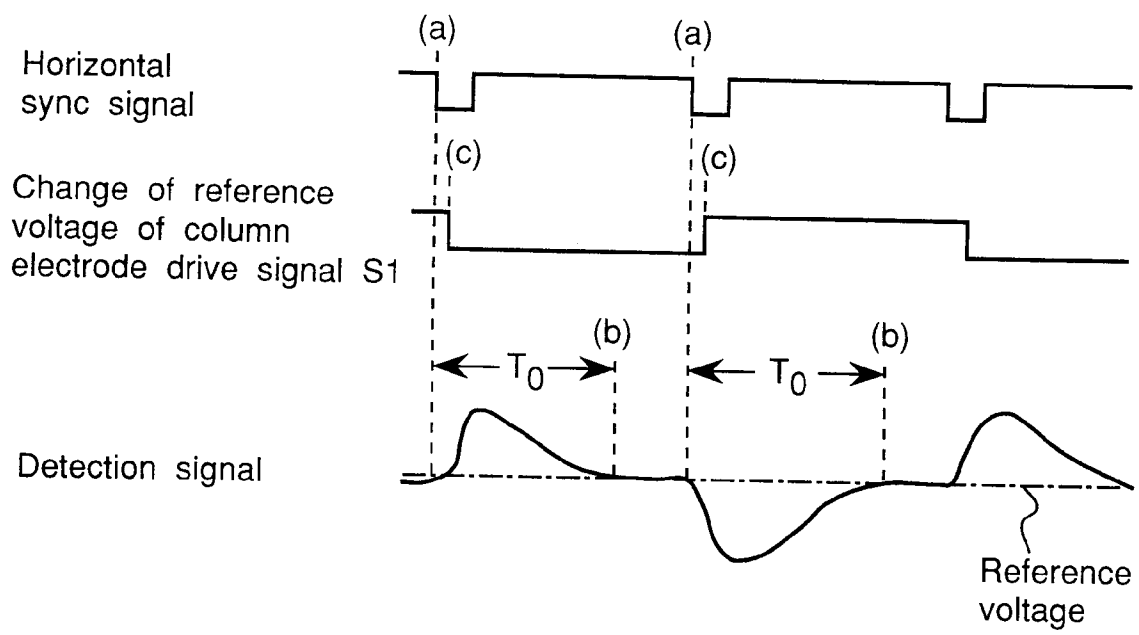 (a)
(a)
Horizontal
sync signal
(c)
(c)
Change of reference
voltage of column
electrode drive signal S1
(b)
(b)
T0
T0
Detection signal
Reference
voltage